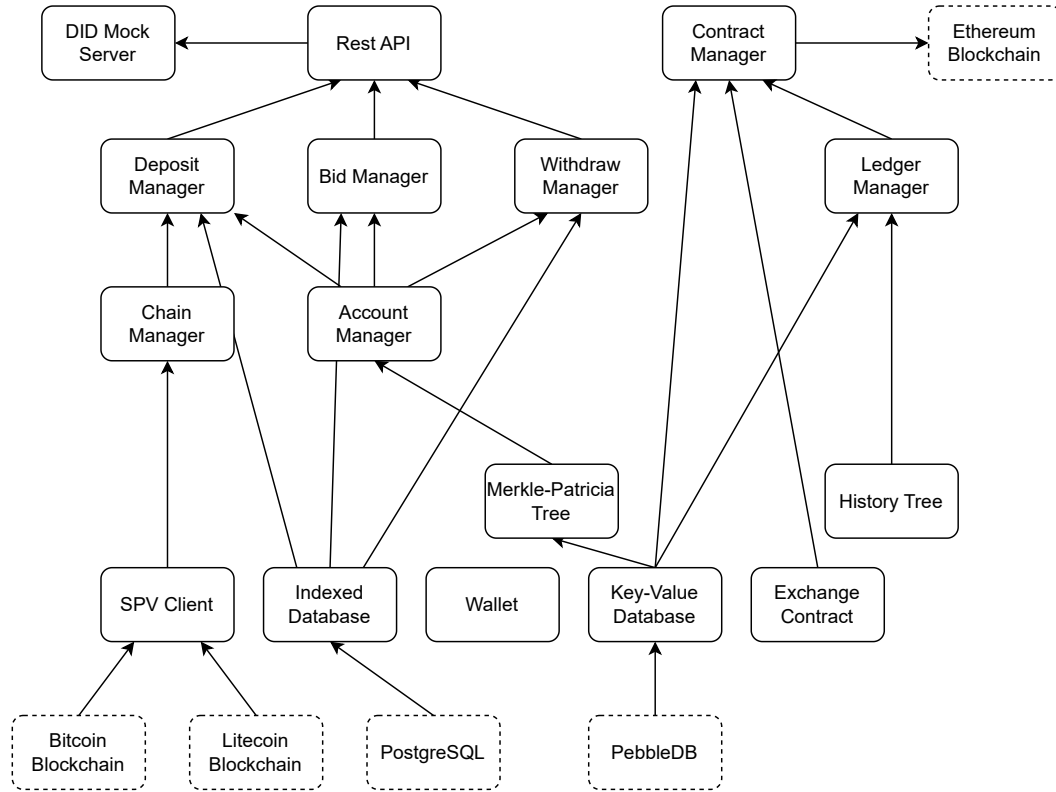 DID Mock
Server
Rest API
Contract
Manager
Ethereum
Blockchain
Deposit
Manager
Bid Manager
Withdraw
Manager
Ledger
Manager
Chain
Manager
Account
Manager
Merkle-Patricia
Tree
History Tree
SPV Client
Indexed
Database
Wallet
Key-Value
Database
Exchange
Contract
Bitcoin
Blockchain
Litecoin
Blockchain
PostgreSQL
PebbleDB